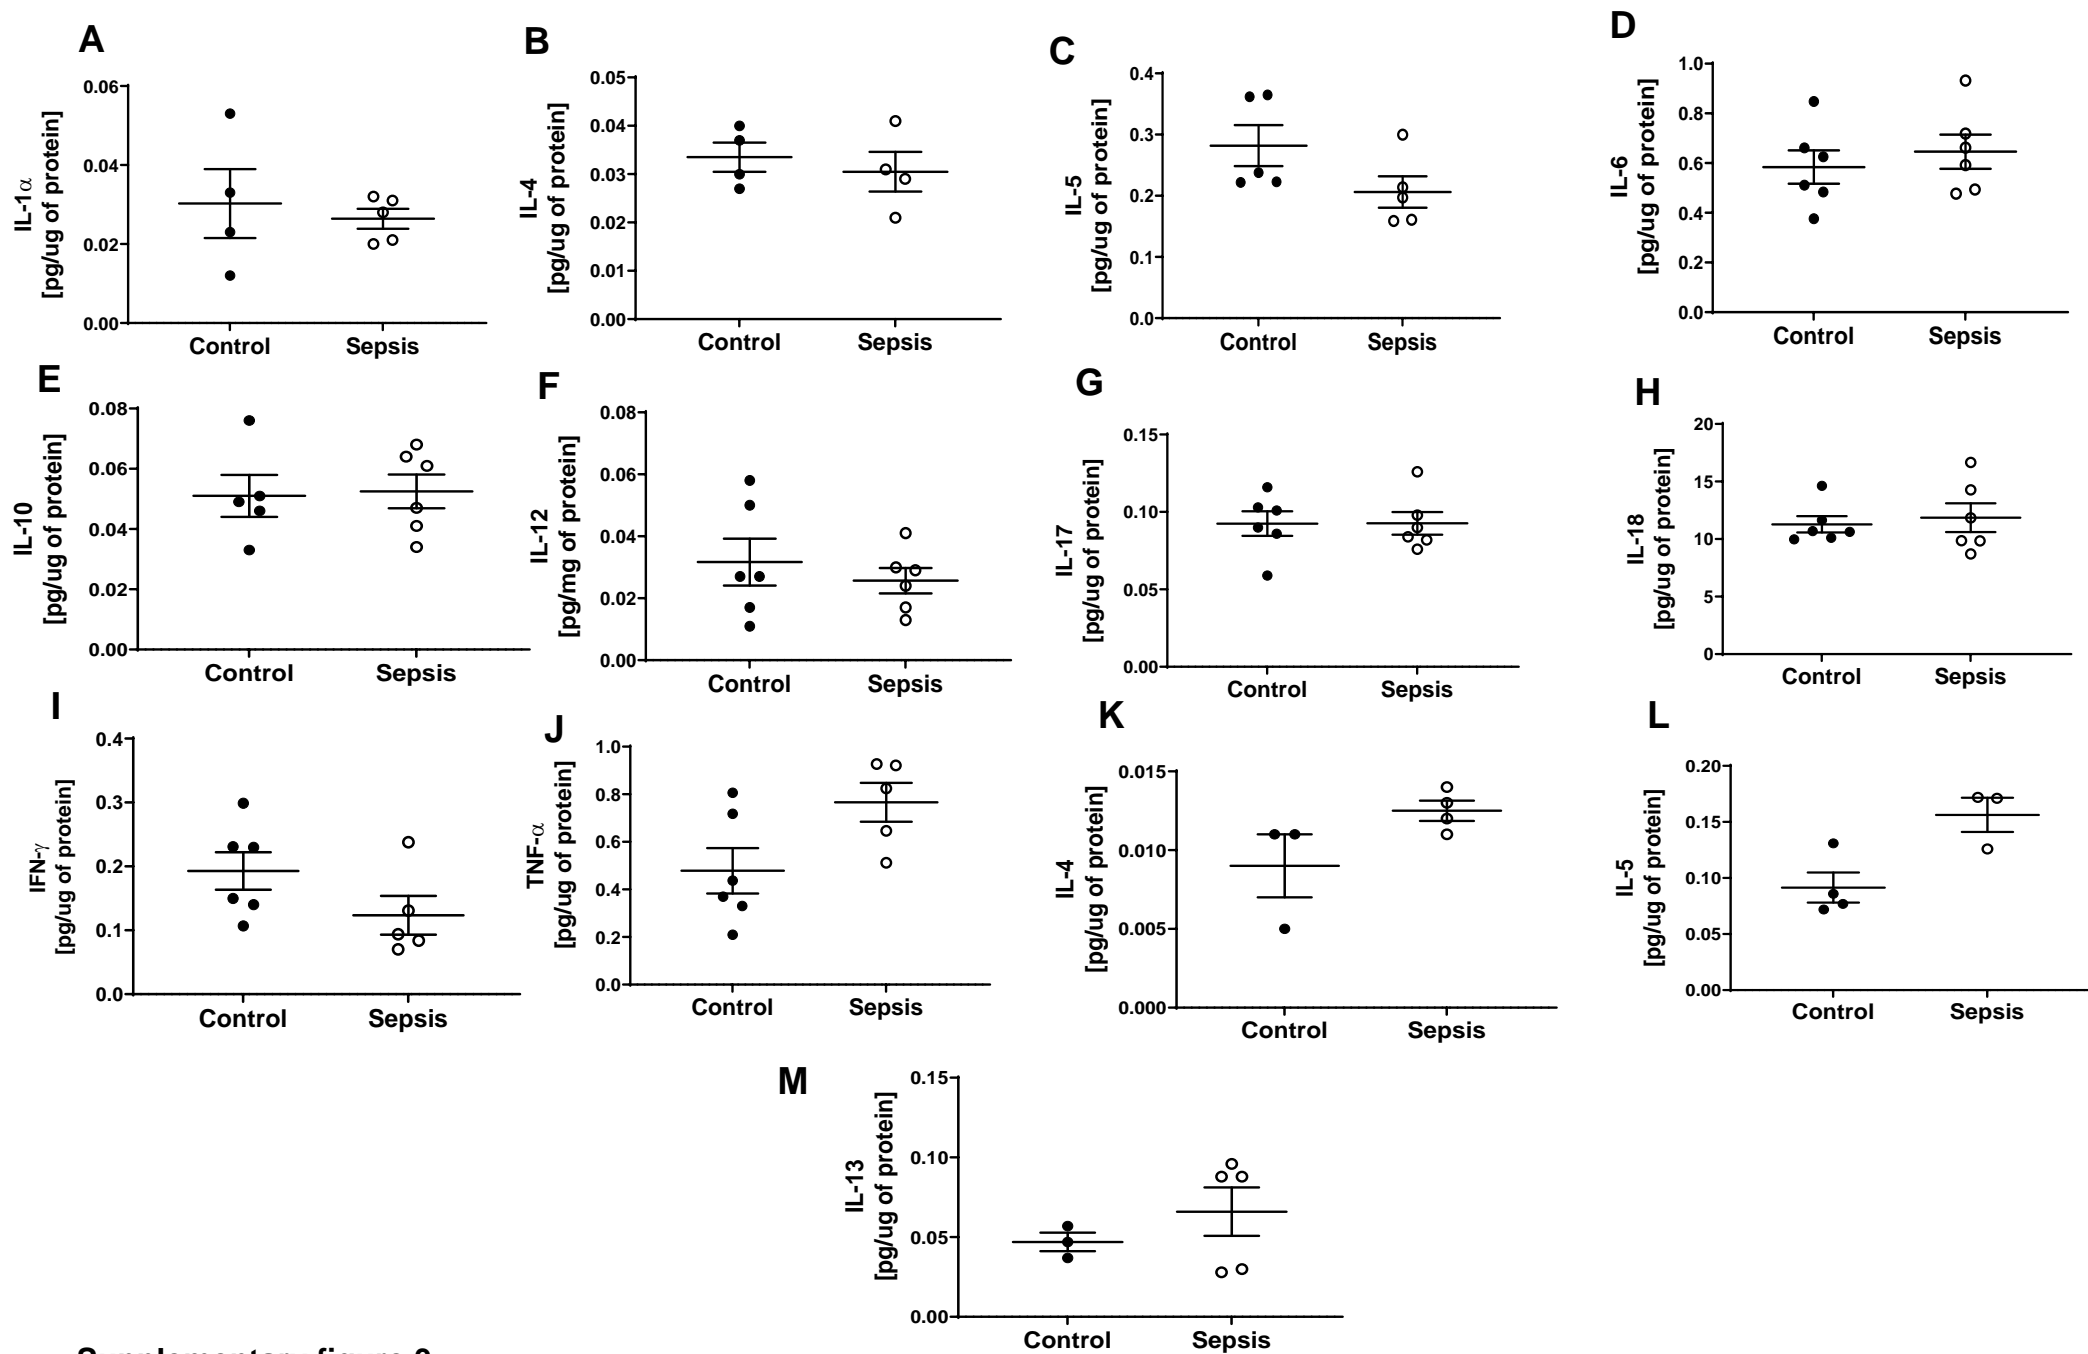 A
IL-1α
[pg/ug of protein]
0.06
0.04
0.02
0.00
Control Sepsis
B
IL-4
[pg/ug of protein]
0.05
0.04
0.03
0.02
0.01
0.00
Control Sepsis
C
IL-5
[pg/ug of protein]
0.4
0.3
0.2
0.1
0.0
Control Sepsis
D
IL-6
[pg/ug of protein]
1.0
0.8
0.6
0.4
0.2
0.0
Control Sepsis
E
IL-10
[pg/ug of protein]
0.08
0.06
0.04
0.02
0.00
Control Sepsis
F
IL-12
[pg/mg of protein]
0.08
0.06
0.04
0.02
0.00
Control Sepsis
G
IL-17
[pg/ug of protein]
0.15
0.10
0.05
0.00
Control Sepsis
H
IL-18
[pg/ug of protein]
20
15
10
5
0
Control Sepsis
I
IFN-γ
[pg/ug of protein]
0.4
0.3
0.2
0.1
0.0
Control Sepsis
J
TNF-α
[pg/ug of protein]
1.0
0.8
0.6
0.4
0.2
0.0
Control Sepsis
K
IL-4
[pg/ug of protein]
0.015
0.010
0.005
0.000
Control Sepsis
L
IL-5
[pg/ug of protein]
0.20
0.15
0.10
0.05
0.00
Control Sepsis
M
IL-13
[pg/ug of protein]
0.15
0.10
0.05
0.00
Control Sepsis
Supplementary figure